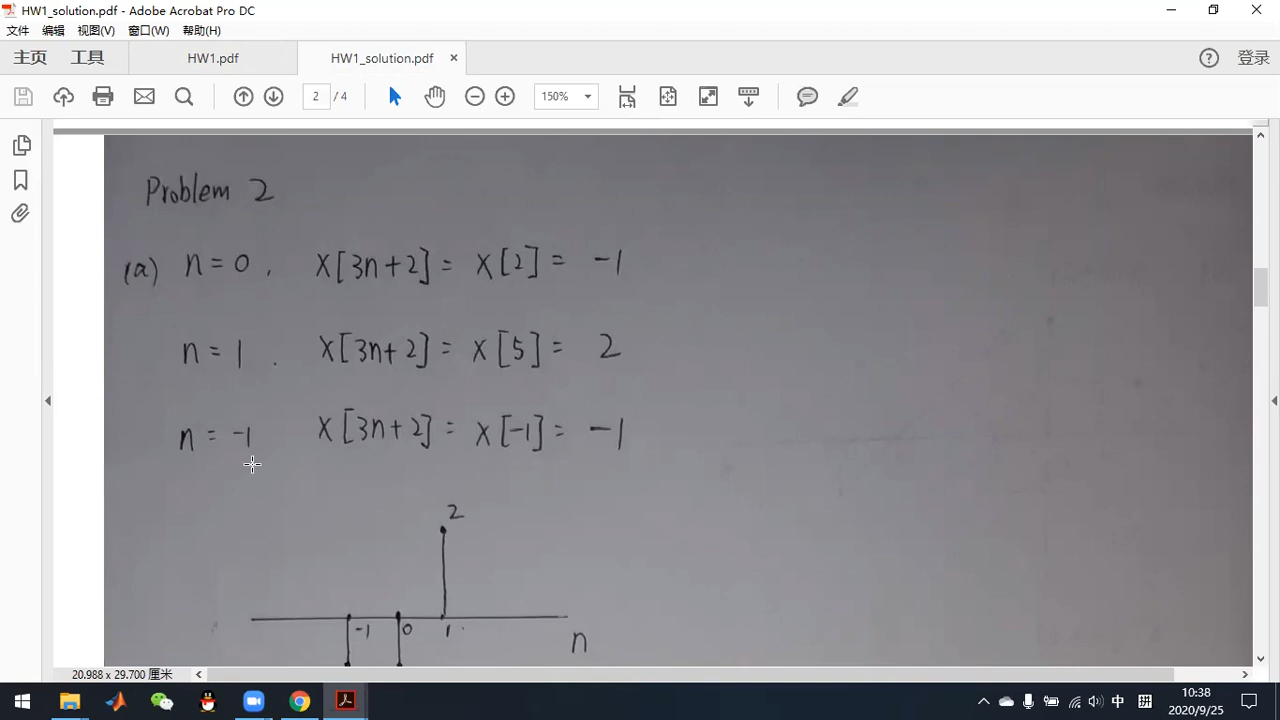 HW1_solution.pdf - Adobe Acrobat Pro DC
文件 编辑 视图(V) 窗口(W) 帮助(H)
主页 工具 HW1.pdf HW1_solution.pdf × ? 登录
2 / 4 150%
Problem 2
(a) n = 0 , X[3n+2] = X[2] = -1
n = 1 . X[3n+2] = X[5] = 2
n = -1 X[3n+2] = X[-1] = -1
2
-1 0 1
n
20.988 x 29.700 厘米
中 拼 10:38
2020/9/25